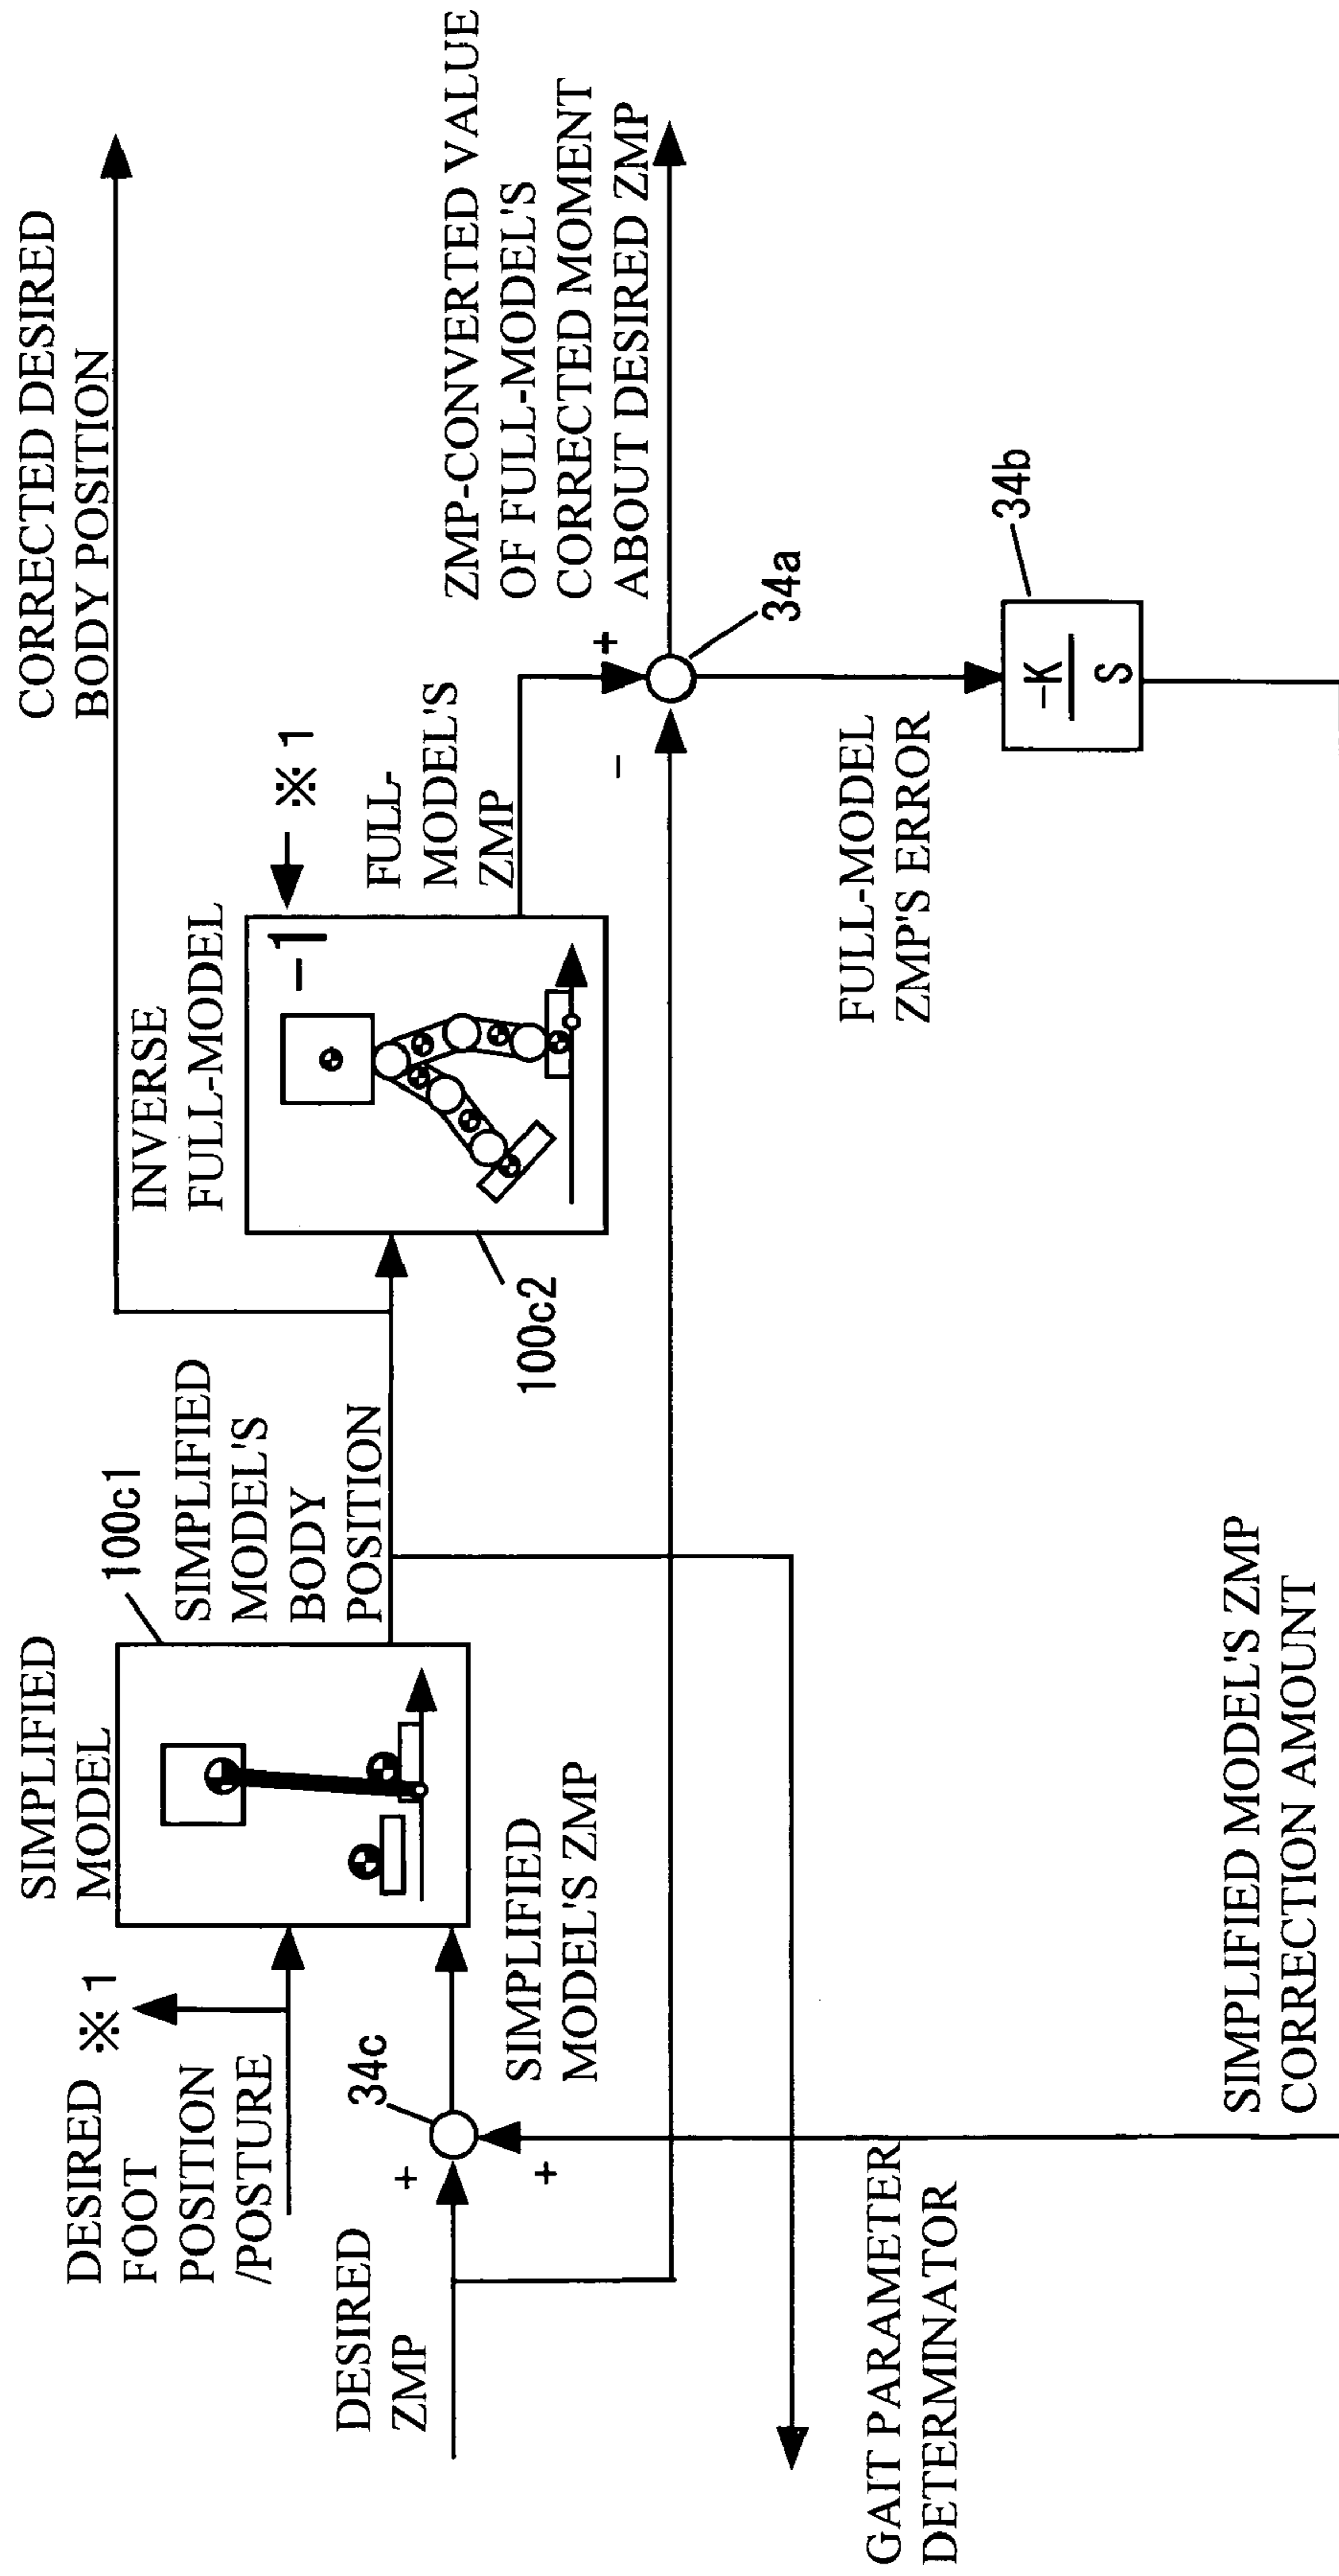 CORRECTED DESIRED
BODY POSITION
SIMPLIFIED
MODEL
100c1
DESIRED ※1
FOOT
POSITION
/POSTURE
SIMPLIFIED
MODEL'S
BODY
POSITION
INVERSE
FULL-MODEL
-1
※1
100c2
FULL-
MODEL'S
ZMP
ZMP-CONVERTED VALUE
OF FULL-MODEL'S
CORRECTED MOMENT
ABOUT DESIRED ZMP
DESIRED
ZMP
34c
+
+
SIMPLIFIED
MODEL'S ZMP
-
+
34a
FULL-MODEL
ZMP'S ERROR
34b
-K
S
GAIT PARAMETER
DETERMINATOR
SIMPLIFIED MODEL'S ZMP
CORRECTION AMOUNT